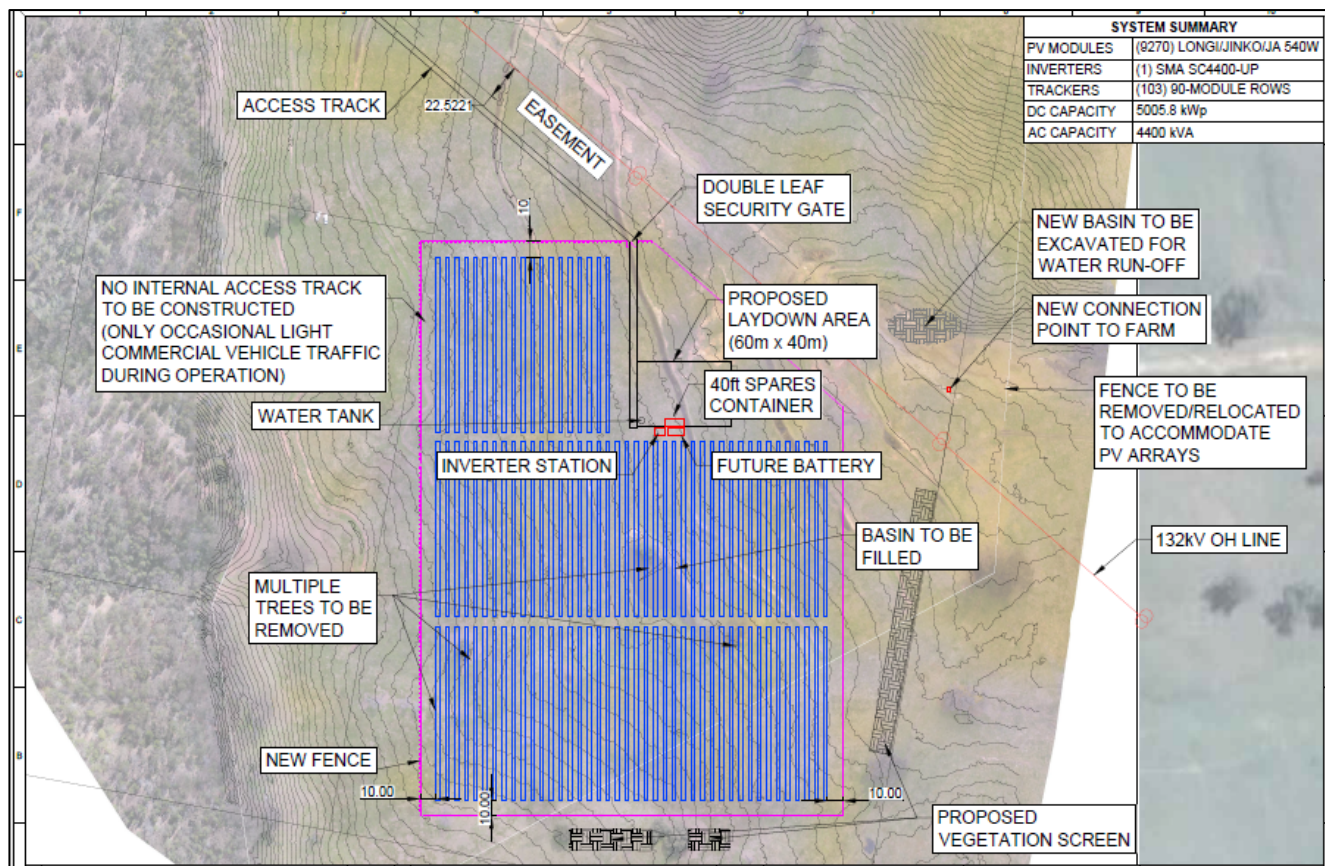 SYSTEM SUMMARY
PV MODULES (9270) LONGI/JINKO/JA 540W
INVERTERS (1) SMA SC4400-UP
TRACKERS (103) 90-MODULE ROWS
DC CAPACITY 5005.8 kWp
AC CAPACITY 4400 kVA
G
ACCESS TRACK
22.5221
EASEMENT
DOUBLE LEAF
SECURITY GATE
F
10
NEW BASIN TO BE
EXCAVATED FOR
WATER RUN-OFF
NO INTERNAL ACCESS TRACK
TO BE CONSTRUCTED
(ONLY OCCASIONAL LIGHT
COMMERCIAL VEHICLE TRAFFIC
DURING OPERATION)
PROPOSED
LAYDOWN AREA
(60m x 40m)
NEW CONNECTION
POINT TO FARM
E
40ft SPARES
CONTAINER
FENCE TO BE
REMOVED/RELOCATED
TO ACCOMMODATE
PV ARRAYS
WATER TANK
INVERTER STATION
FUTURE BATTERY
D
BASIN TO BE
FILLED
132kV OH LINE
MULTIPLE
TREES TO BE
REMOVED
C
NEW FENCE
B
10.00
10.00
10.00
PROPOSED
VEGETATION SCREEN